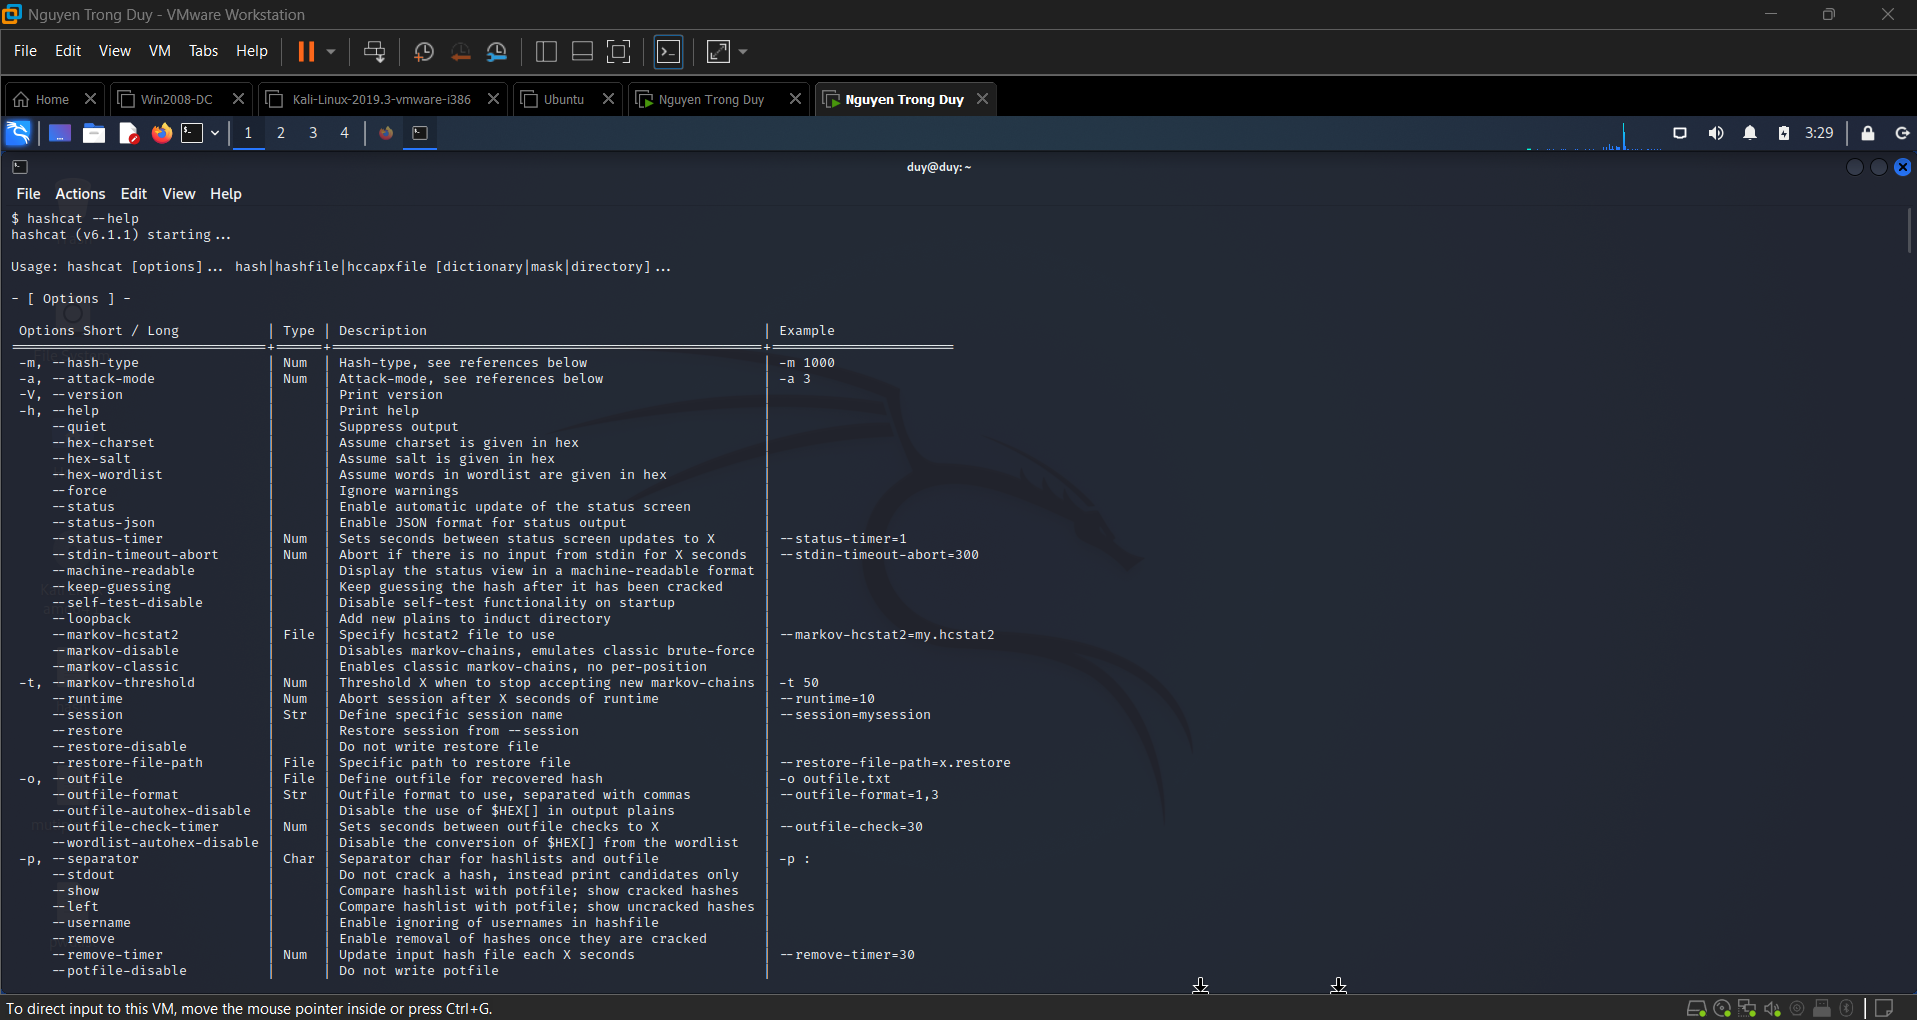 Nguyen Trong Duy - VMware Workstation
File Edit View VM Tabs Help
Home Win2008-DC Kali-Linux-2019.3-vmware-i386 Ubuntu Nguyen Trong Duy Nguyen Trong Duy
1 2 3 4 3:29
duy@duy: ~
File Actions Edit View Help
$ hashcat --help
hashcat (v6.1.1) starting...
Usage: hashcat [options]... hash|hashfile|hccapxfile [dictionary|mask|directory]...
- [ Options ] -
Options Short / Long | Type | Description | Example
-m, --hash-type | Num | Hash-type, see references below | -m 1000
-a, --attack-mode | Num | Attack-mode, see references below | -a 3
-V, --version | | Print version |
-h, --help | | Print help |
--quiet | | Suppress output |
--hex-charset | | Assume charset is given in hex |
--hex-salt | | Assume salt is given in hex |
--hex-wordlist | | Assume words in wordlist are given in hex |
--force | | Ignore warnings |
--status | | Enable automatic update of the status screen |
--status-json | | Enable JSON format for status output |
--status-timer | Num | Sets seconds between status screen updates to X | --status-timer=1
--stdin-timeout-abort | Num | Abort if there is no input from stdin for X seconds | --stdin-timeout-abort=300
--machine-readable | | Display the status view in a machine-readable format |
--keep-guessing | | Keep guessing the hash after it has been cracked |
--self-test-disable | | Disable self-test functionality on startup |
--loopback | | Add new plains to induct directory |
--markov-hcstat2 | File | Specify hcstat2 file to use | --markov-hcstat2=my.hcstat2
--markov-disable | | Disables markov-chains, emulates classic brute-force |
--markov-classic | | Enables classic markov-chains, no per-position |
-t, --markov-threshold | Num | Threshold X when to stop accepting new markov-chains | -t 50
--runtime | Num | Abort session after X seconds of runtime | --runtime=10
--session | Str | Define specific session name | --session=mysession
--restore | | Restore session from --session |
--restore-disable | | Do not write restore file |
--restore-file-path | File | Specific path to restore file | --restore-file-path=x.restore
-o, --outfile | File | Define outfile for recovered hash | -o outfile.txt
--outfile-format | Str | Outfile format to use, separated with commas | --outfile-format=1,3
--outfile-autohex-disable | | Disable the use of $HEX[] in output plains |
--outfile-check-timer | Num | Sets seconds between outfile checks to X | --outfile-check=30
--wordlist-autohex-disable | | Disable the conversion of $HEX[] from the wordlist |
-p, --separator | Char | Separator char for hashlists and outfile | -p :
--stdout | | Do not crack a hash, instead print candidates only |
--show | | Compare hashlist with potfile; show cracked hashes |
--left | | Compare hashlist with potfile; show uncracked hashes |
--username | | Enable ignoring of usernames in hashfile |
--remove | | Enable removal of hashes once they are cracked |
--remove-timer | Num | Update input hash file each X seconds | --remove-timer=30
--potfile-disable | | Do not write potfile |
To direct input to this VM, move the mouse pointer inside or press Ctrl+G.